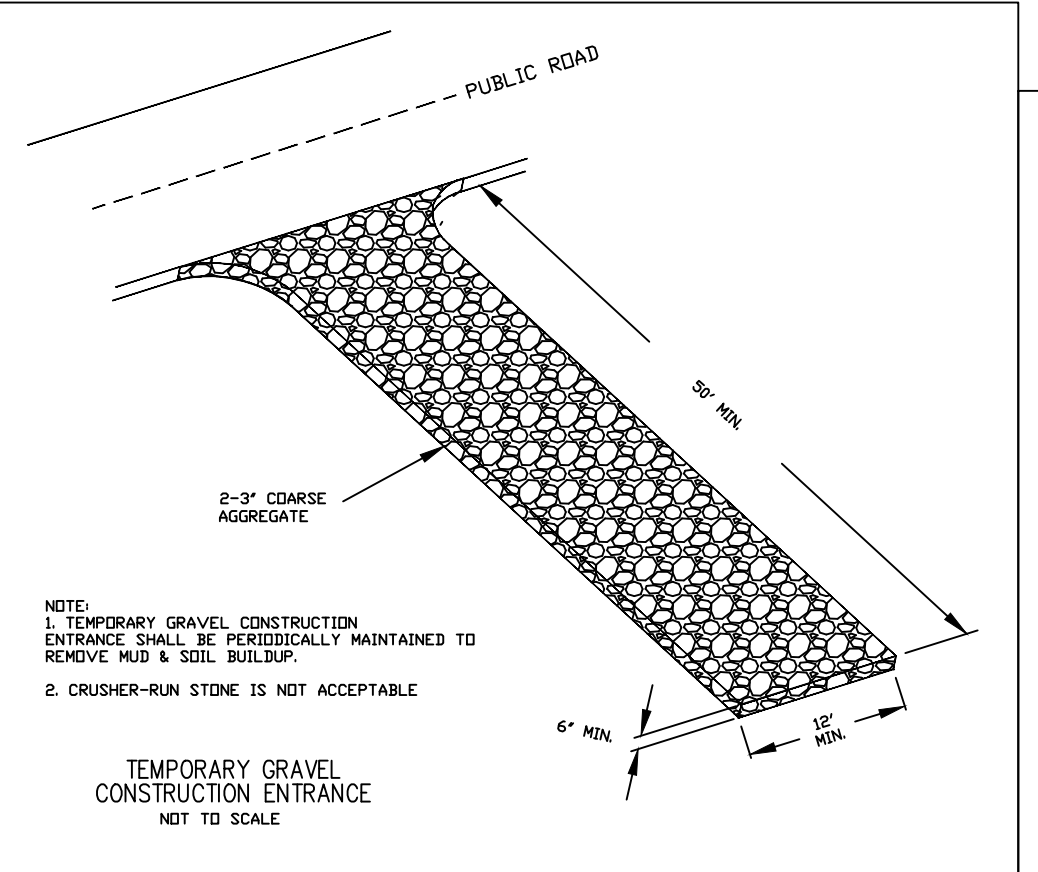 PUBLIC ROAD
50' MIN.
2-3" COARSE
AGGREGATE
NOTE:
1. TEMPORARY GRAVEL CONSTRUCTION
ENTRANCE SHALL BE PERIODICALLY MAINTAINED TO
REMOVE MUD & SOIL BUILDUP.
2. CRUSHER-RUN STONE IS NOT ACCEPTABLE
6" MIN.
12'
MIN.
TEMPORARY GRAVEL
CONSTRUCTION ENTRANCE
NOT TO SCALE